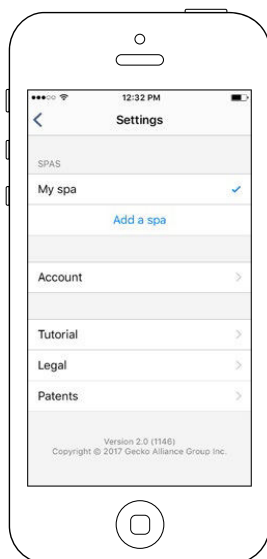 12:32 PM
Settings
SPAS
My spa
Add a spa
Account
Tutorial
Legal
Patents
Version 2.0 (1146)
Copyright © 2017 Gecko Alliance Group Inc.